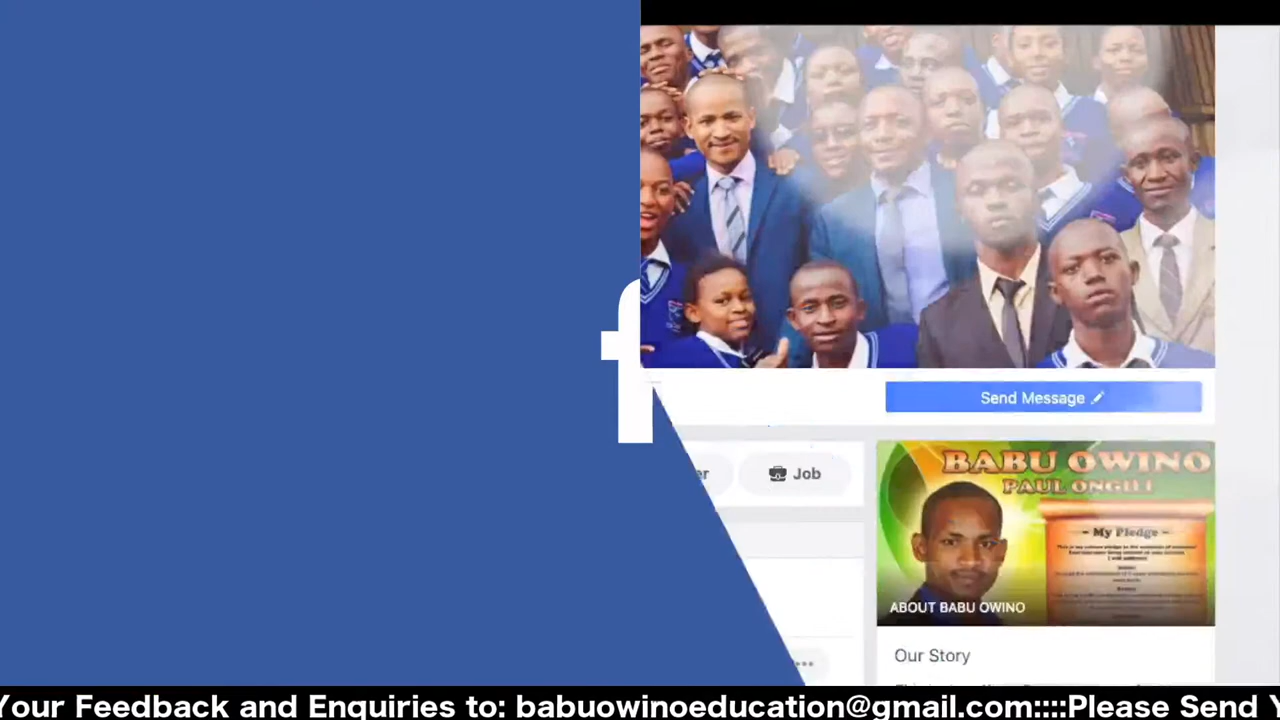 f
Send Message
er
Job
BABU OWINO
PAUL ONGILI
~ My Pledge ~
ABOUT BABU OWINO
Our Story
Your Feedback and Enquiries to: babuowinoeducation@gmail.com::::Please Send Y